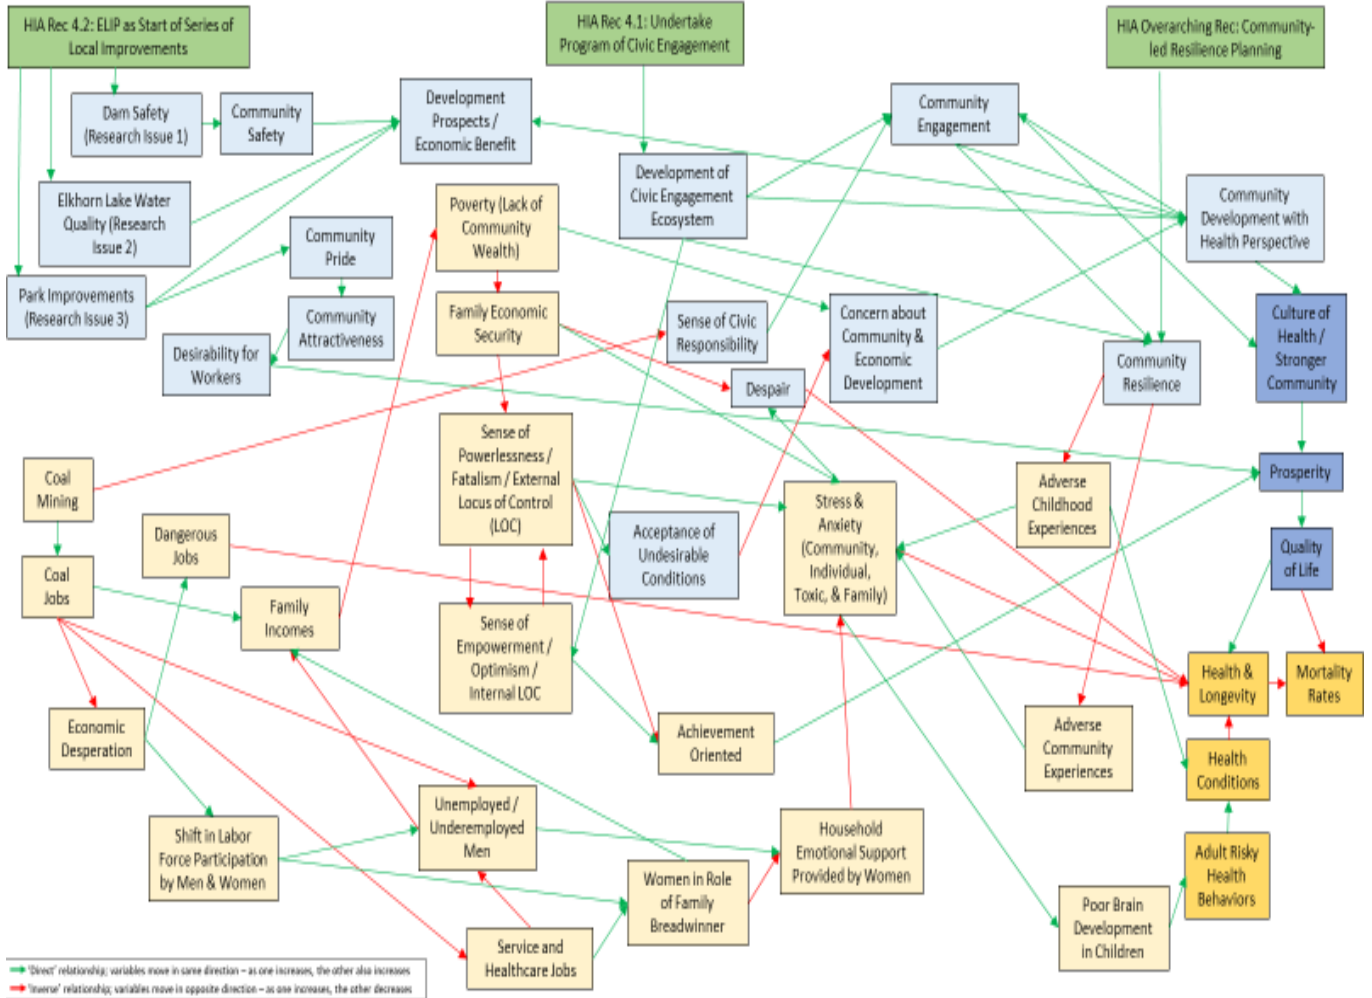 HIA Rec 4.2: ELIP as Start of Series of
Local Improvements
HIA Rec 4.1: Undertake
Program of Civic Engagement
HIA Overarching Rec: Community-
led Resilience Planning
Dam Safety
(Research Issue 1)
Community
Safety
Development
Prospects /
Economic Benefit
Community
Engagement
Elkhorn Lake Water
Quality (Research
Issue 2)
Development of
Civic Engagement
Ecosystem
Community
Development with
Health Perspective
Poverty (Lack of
Community
Wealth)
Community
Pride
Park Improvements
(Research Issue 3)
Community
Attractiveness
Family Economic
Security
Sense of Civic
Responsibility
Concern about
Community &
Economic
Development
Culture of
Health /
Stronger
Community
Desirability for
Workers
Despair
Community
Resilience
Coal
Mining
Sense of
Powerlessness /
Fatalism / External
Locus of Control
(LOC)
Prosperity
Adverse
Childhood
Experiences
Stress &
Anxiety
(Community,
Individual,
Toxic, & Family)
Dangerous
Jobs
Acceptance of
Undesirable
Conditions
Quality
of Life
Coal
Jobs
Family
Incomes
Sense of
Empowerment /
Optimism /
Internal LOC
Health &
Longevity
Mortality
Rates
Economic
Desperation
Achievement
Oriented
Adverse
Community
Experiences
Health
Conditions
Shift in Labor
Force Participation
by Men & Women
Unemployed /
Underemployed
Men
Household
Emotional Support
Provided by Women
Adult Risky
Health
Behaviors
Women in Role
of Family
Breadwinner
Poor Brain
Development
in Children
Service and
Healthcare Jobs
'Direct' relationship; variables move in same direction – as one increases, the other also increases
'Inverse' relationship; variables move in opposite direction – as one increases, the other decreases